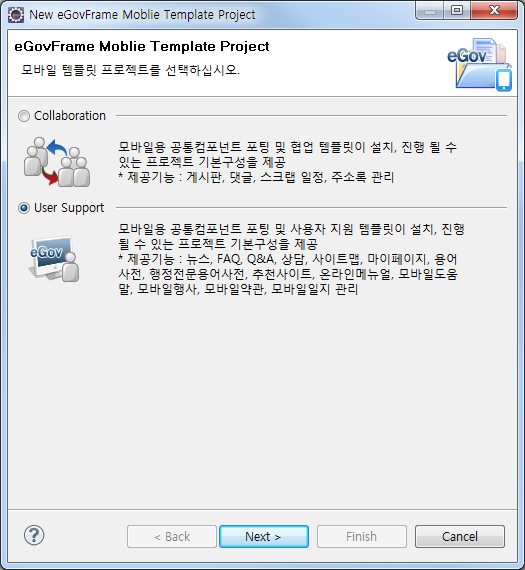 New eGovFrame Moblie Template Project
eGovFrame Moblie Template Project
모바일 템플릿 프로젝트를 선택하십시오.
eGov
Collaboration
모바일용 공통컴포넌트 포팅 및 협업 템플릿이 설치, 진행 될 수
있는 프로젝트 기본구성을 제공
* 제공기능 : 게시판, 댓글, 스크랩 일정, 주소록 관리
User Support
eGov
모바일용 공통컴포넌트 포팅 및 사용자 지원 템플릿이 설치, 진행
될 수 있는 프로젝트 기본구성을 제공
* 제공기능 : 뉴스, FAQ, Q&A, 상담, 사이트맵, 마이페이지, 용어
사전, 행정전문용어사전, 추천사이트, 온라인메뉴얼, 모바일도움
말, 모바일행사, 모바일약관, 모바일일지 관리
?
< Back
Next >
Finish
Cancel